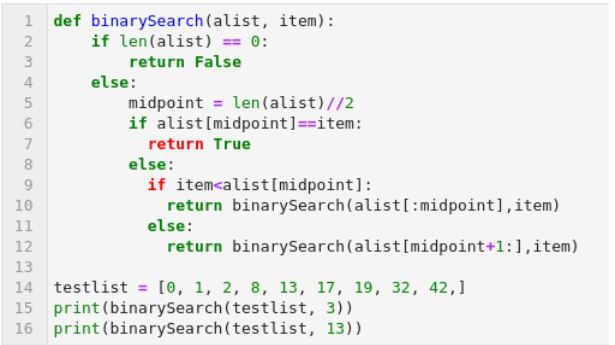 1 def binarySearch(alist, item):
2     if len(alist) == 0:
3         return False
4     else:
5         midpoint = len(alist)//2
6         if alist[midpoint]==item:
7           return True
8         else:
9           if item<alist[midpoint]:
10             return binarySearch(alist[:midpoint],item)
11           else:
12             return binarySearch(alist[midpoint+1:],item)
13
14 testlist = [0, 1, 2, 8, 13, 17, 19, 32, 42,]
15 print(binarySearch(testlist, 3))
16 print(binarySearch(testlist, 13))